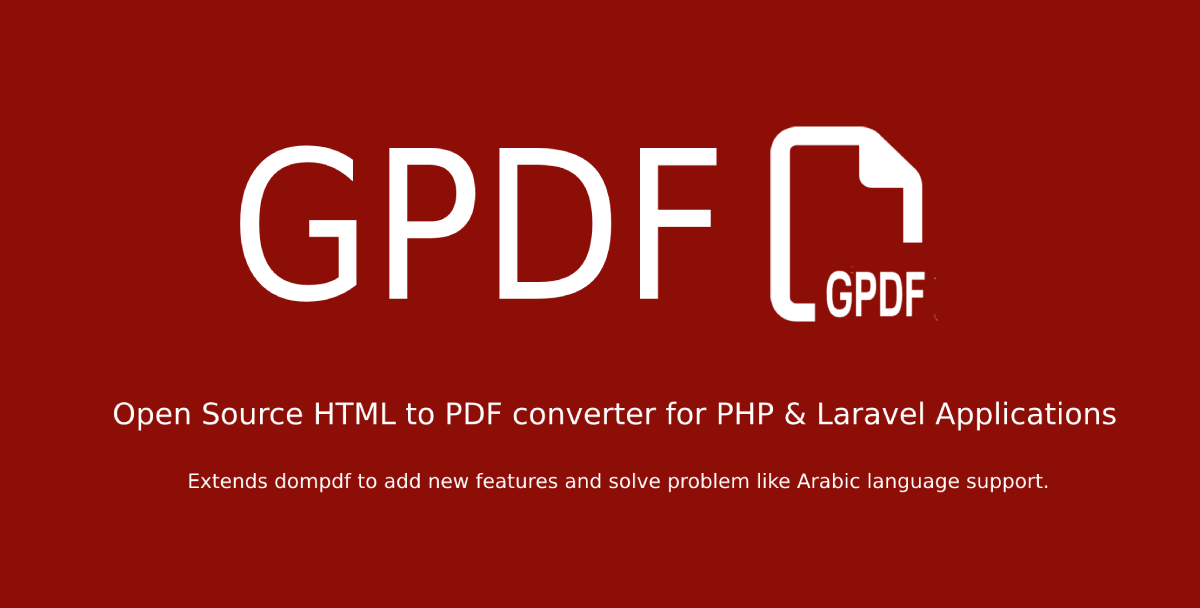 GPDF
GPDF
Open Source HTML to PDF converter for PHP & Laravel Applications
Extends dompdf to add new features and solve problem like Arabic language support.